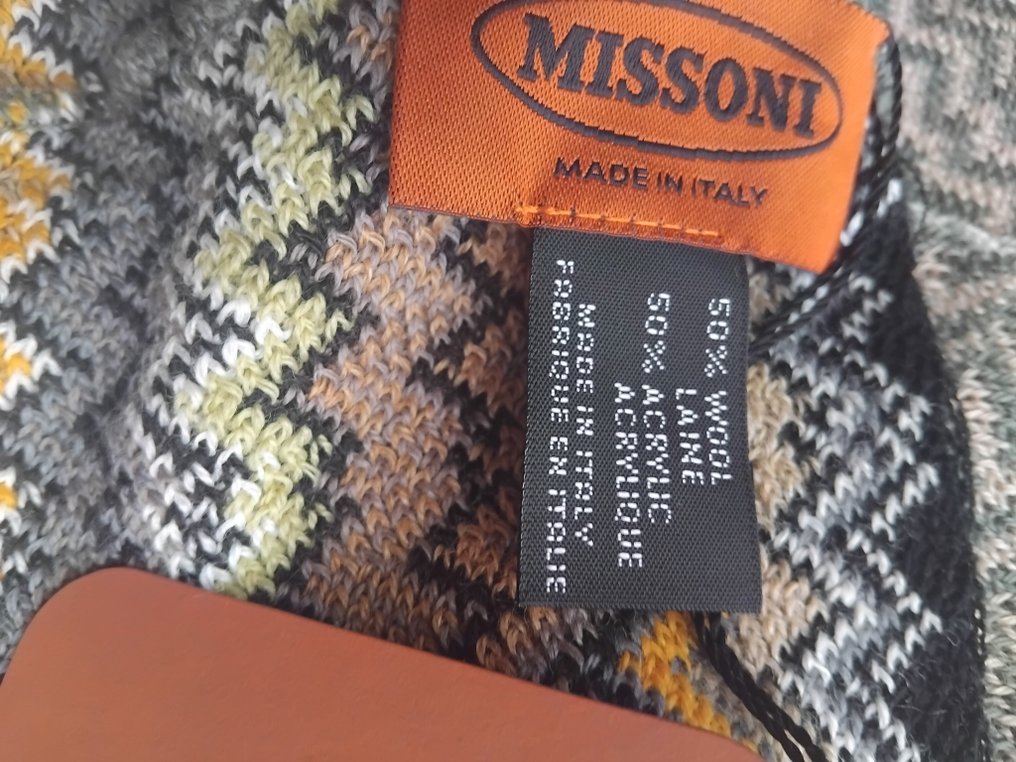 MISSONI
MADE IN ITALY
50% WOOL
LAINE
50% ACRYLIC
ACRYLIQUE
MADE IN ITALY
FABRIQUE EN ITALIE